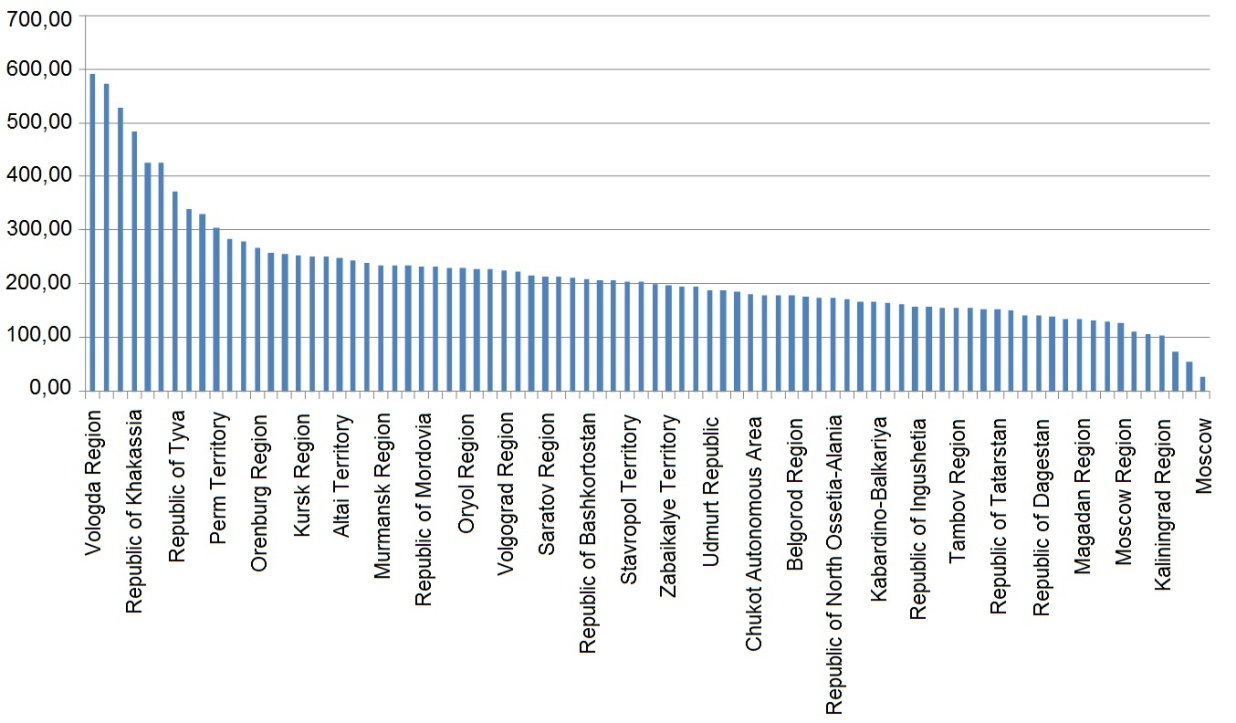 700,00
600,00
500,00
400,00
300,00
200,00
100,00
0,00
Vologda Region
Republic of Khakassia
Republic of Tyva
Perm Territory
Orenburg Region
Kursk Region
Altai Territory
Murmansk Region
Republic of Mordovia
Oryol Region
Volgograd Region
Saratov Region
Republic of Bashkortostan
Stavropol Territory
Zabaikalye Territory
Udmurt Republic
Chukot Autonomous Area
Belgorod Region
Republic of North Ossetia-Alania
Kabardino-Balkariya
Republic of Ingushetia
Tambov Region
Republic of Tatarstan
Republic of Dagestan
Magadan Region
Moscow Region
Kaliningrad Region
Moscow